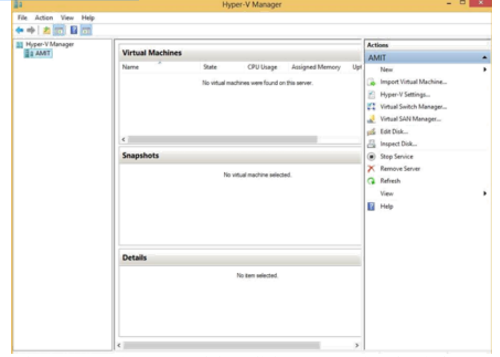 Hyper-V Manager
File Action View Help
Hyper-V Manager
AMIT
Virtual Machines
Name State CPU Usage Assigned Memory Upt
No virtual machines were found on this server.
Snapshots
No virtual machine selected.
Details
No item selected.
Actions
AMIT
New
Import Virtual Machine...
Hyper-V Settings...
Virtual Switch Manager...
Virtual SAN Manager...
Edit Disk...
Inspect Disk...
Stop Service
Remove Server
Refresh
View
Help